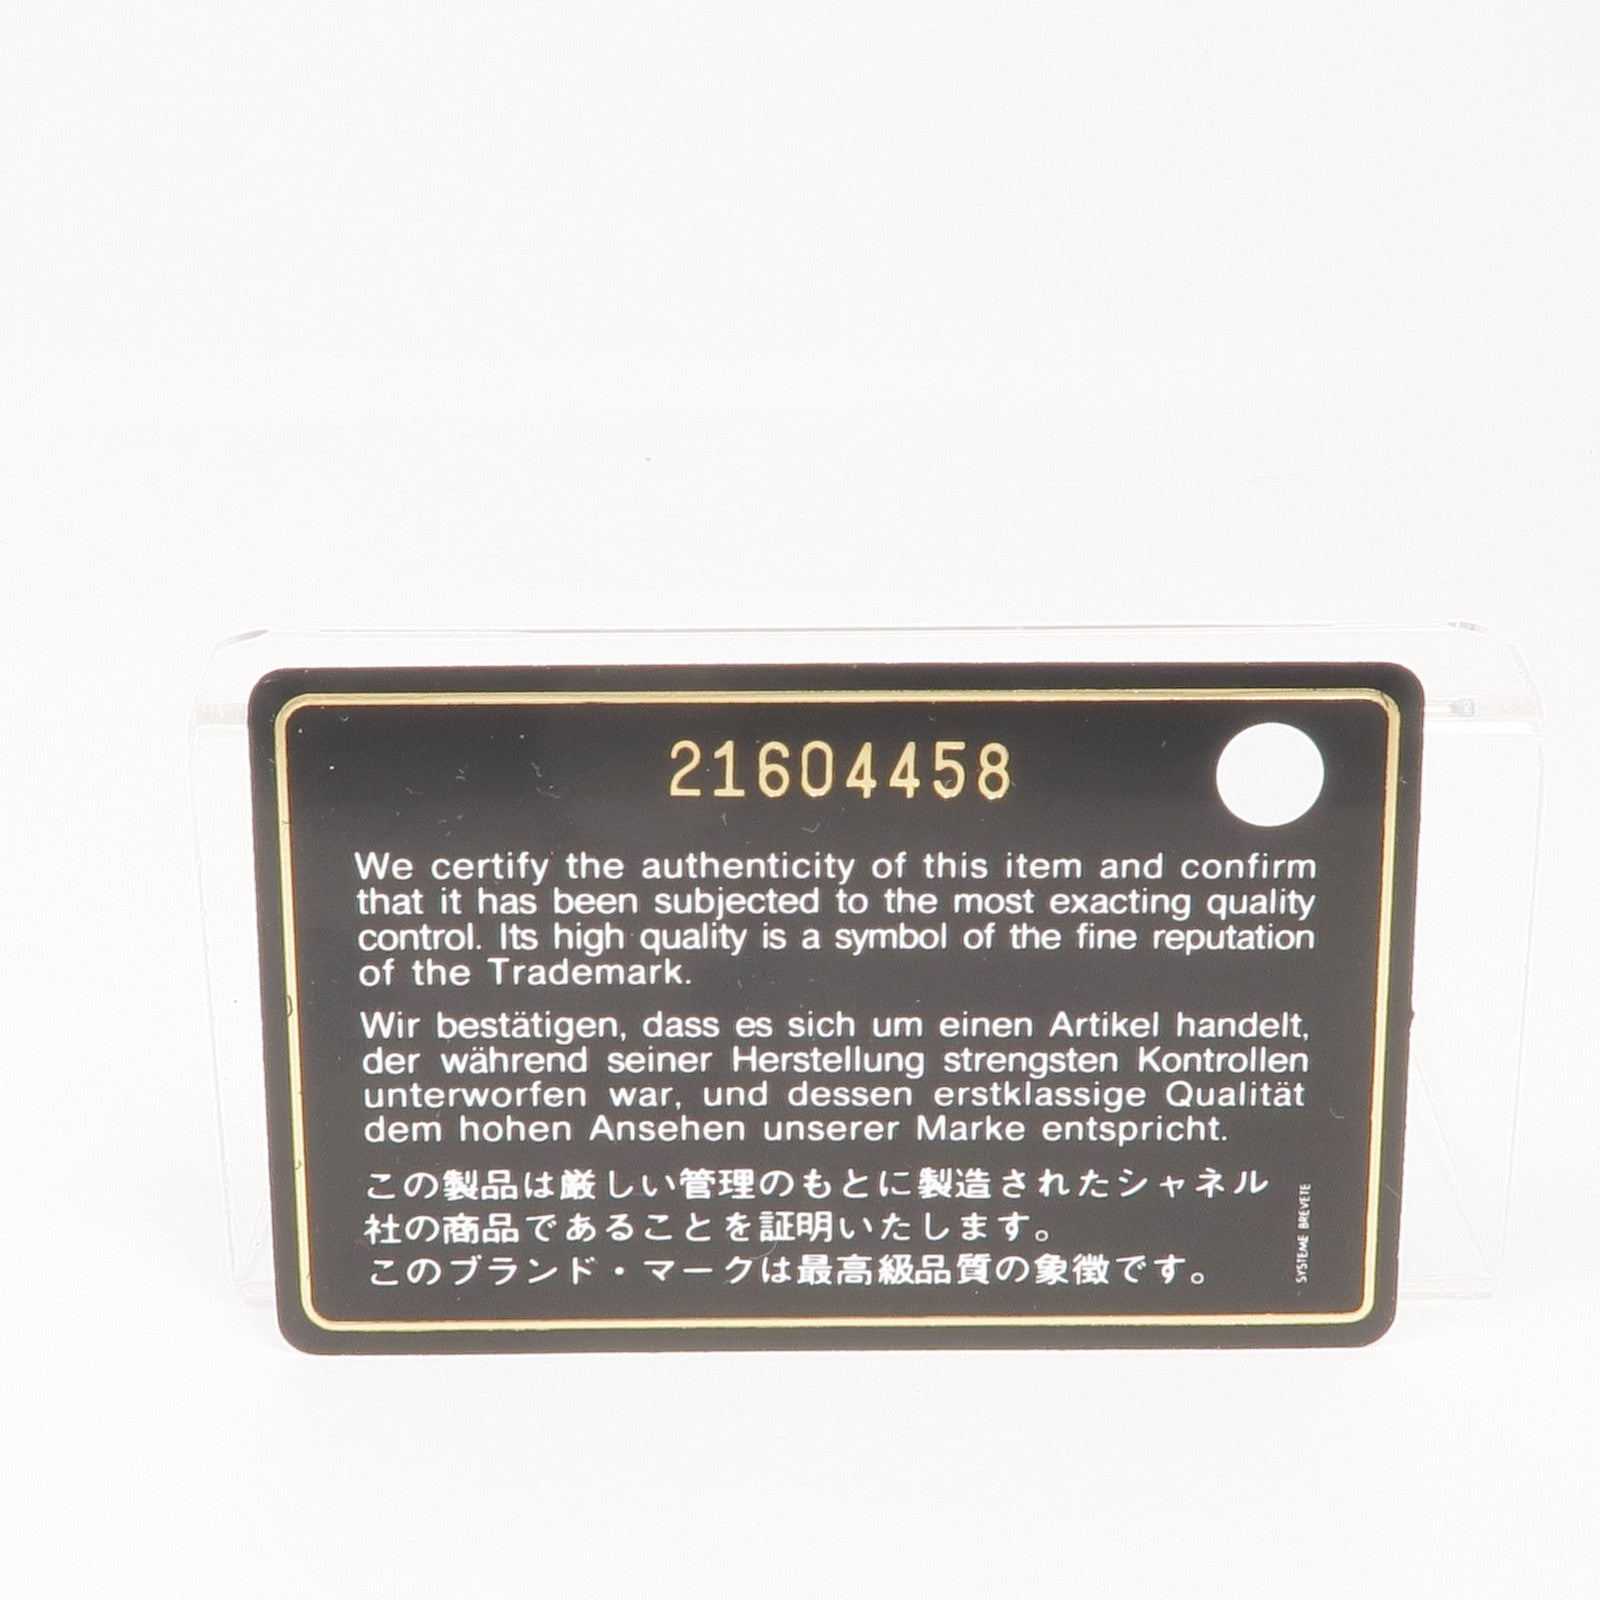 21604458
We certify the authenticity of this item and confirm
that it has been subjected to the most exacting quality
control. Its high quality is a symbol of the fine reputation
of the Trademark.
Wir bestätigen, dass es sich um einen Artikel handelt,
der während seiner Herstellung strengsten Kontrollen
unterworfen war, und dessen erstklassige Qualität
dem hohen Ansehen unserer Marke entspricht.
この製品は厳しい管理のもとに製造されたシャネル
社の商品であることを証明いたします。
このブランド・マークは最高級品質の象徴です。
SYSTEME BREVETE